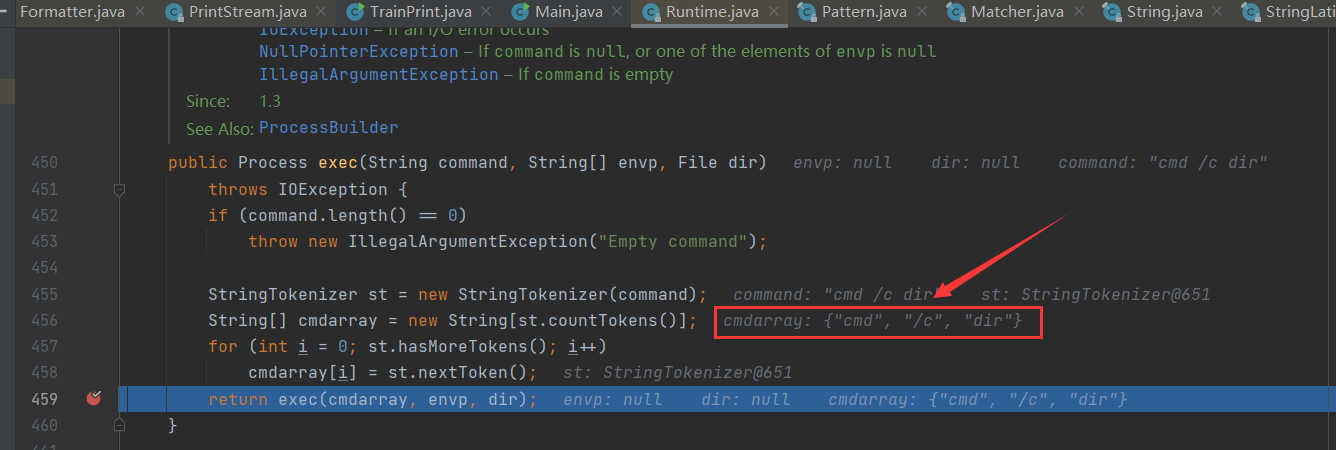 Formatter.java PrintStream.java TrainPrint.java Main.java Runtime.java Pattern.java Matcher.java String.java StringLati
IOException – If an I/O error occurs
NullPointerException – If command is null, or one of the elements of envp is null
IllegalArgumentException – If command is empty
Since: 1.3
See Also: ProcessBuilder
450 public Process exec(String command, String[] envp, File dir) envp: null dir: null command: "cmd /c dir"
451 throws IOException {
452 if (command.length() == 0)
453 throw new IllegalArgumentException("Empty command");
454
455 StringTokenizer st = new StringTokenizer(command); command: "cmd /c dir" st: StringTokenizer@651
456 String[] cmdarray = new String[st.countTokens()]; cmdarray: {"cmd", "/c", "dir"}
457 for (int i = 0; st.hasMoreTokens(); i++)
458 cmdarray[i] = st.nextToken(); st: StringTokenizer@651
459 return exec(cmdarray, envp, dir); envp: null dir: null cmdarray: {"cmd", "/c", "dir"}
460 }